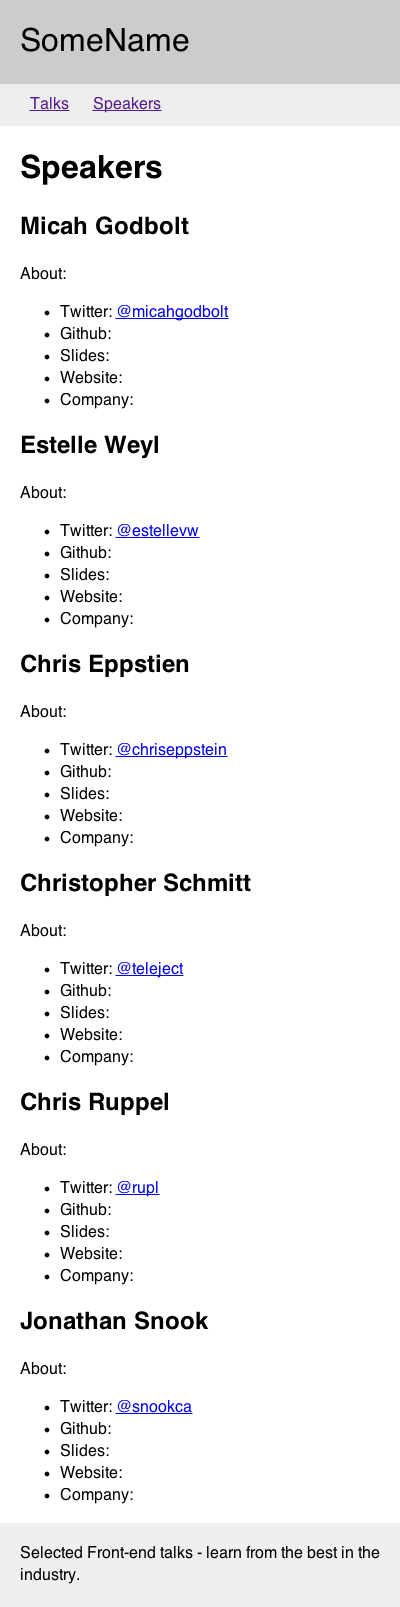 SomeName
Talks Speakers
Speakers
Micah Godbolt
About:
• Twitter: @micahgodbolt
• Github:
• Slides:
• Website:
• Company:
Estelle Weyl
About:
• Twitter: @estellevw
• Github:
• Slides:
• Website:
• Company:
Chris Eppstien
About:
• Twitter: @chriseppstein
• Github:
• Slides:
• Website:
• Company:
Christopher Schmitt
About:
• Twitter: @teleject
• Github:
• Slides:
• Website:
• Company:
Chris Ruppel
About:
• Twitter: @rupl
• Github:
• Slides:
• Website:
• Company:
Jonathan Snook
About:
• Twitter: @snookca
• Github:
• Slides:
• Website:
• Company:
Selected Front-end talks - learn from the best in the
industry.